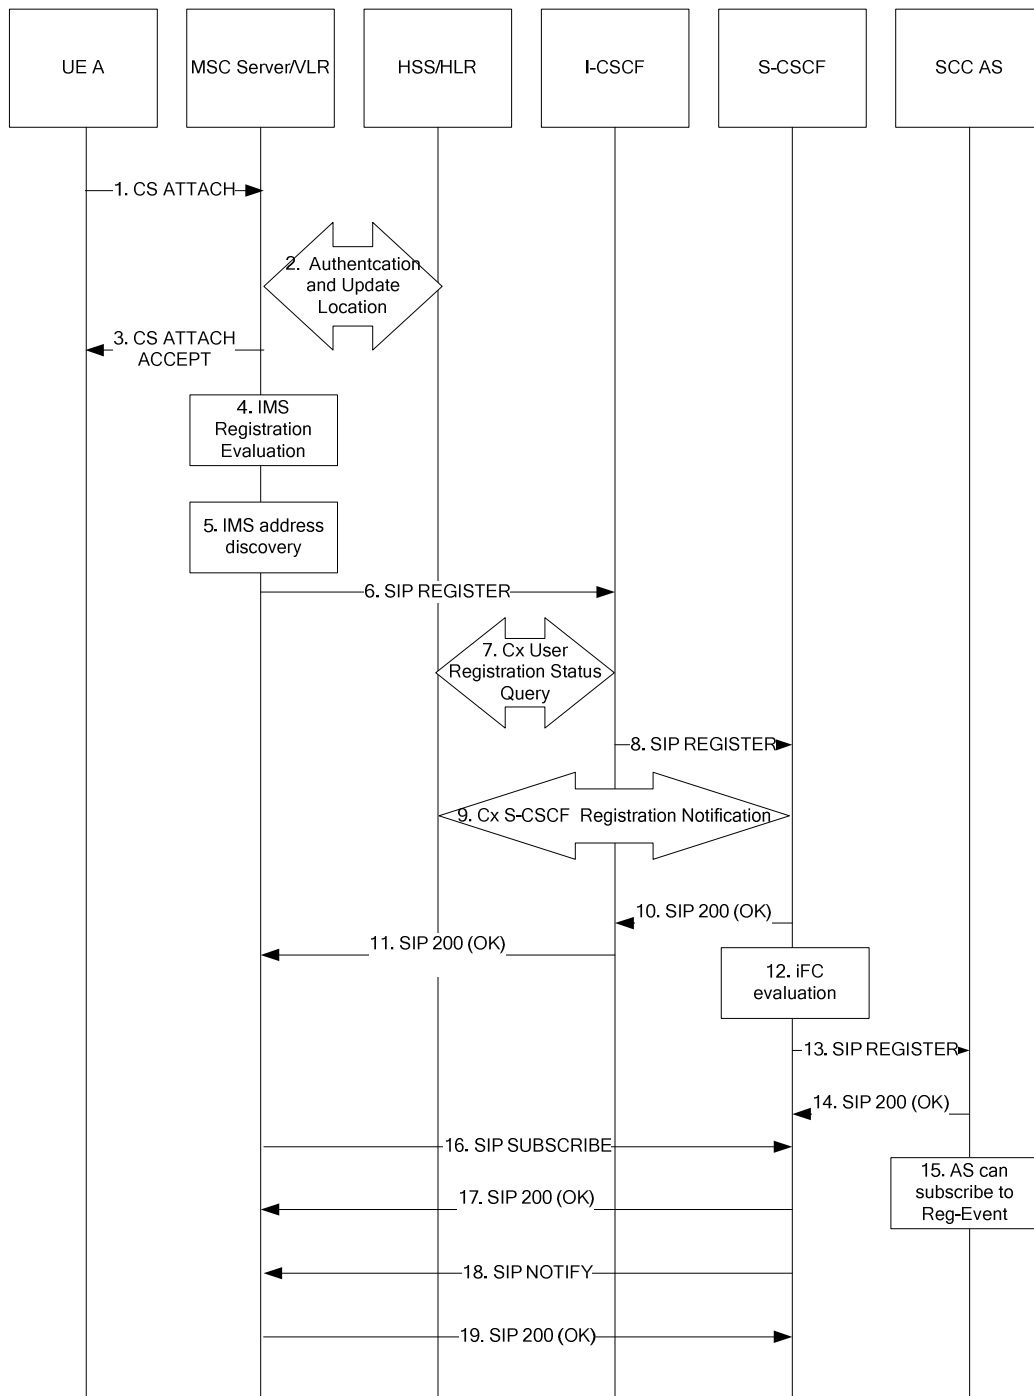 UE A
MSC Server/VLR
HSS/HLR
I-CSCF
S-CSCF
SCC AS
1. CS ATTACH
2. Authentcation
and Update
Location
3. CS ATTACH
ACCEPT
4. IMS
Registration
Evaluation
5. IMS address
discovery
6. SIP REGISTER
7. Cx User
Registration Status
Query
8. SIP REGISTER
9. Cx S-CSCF Registration Notification
10. SIP 200 (OK)
11. SIP 200 (OK)
12. iFC
evaluation
13. SIP REGISTER
14. SIP 200 (OK)
16. SIP SUBSCRIBE
15. AS can
subscribe to
Reg-Event
17. SIP 200 (OK)
18. SIP NOTIFY
19. SIP 200 (OK)